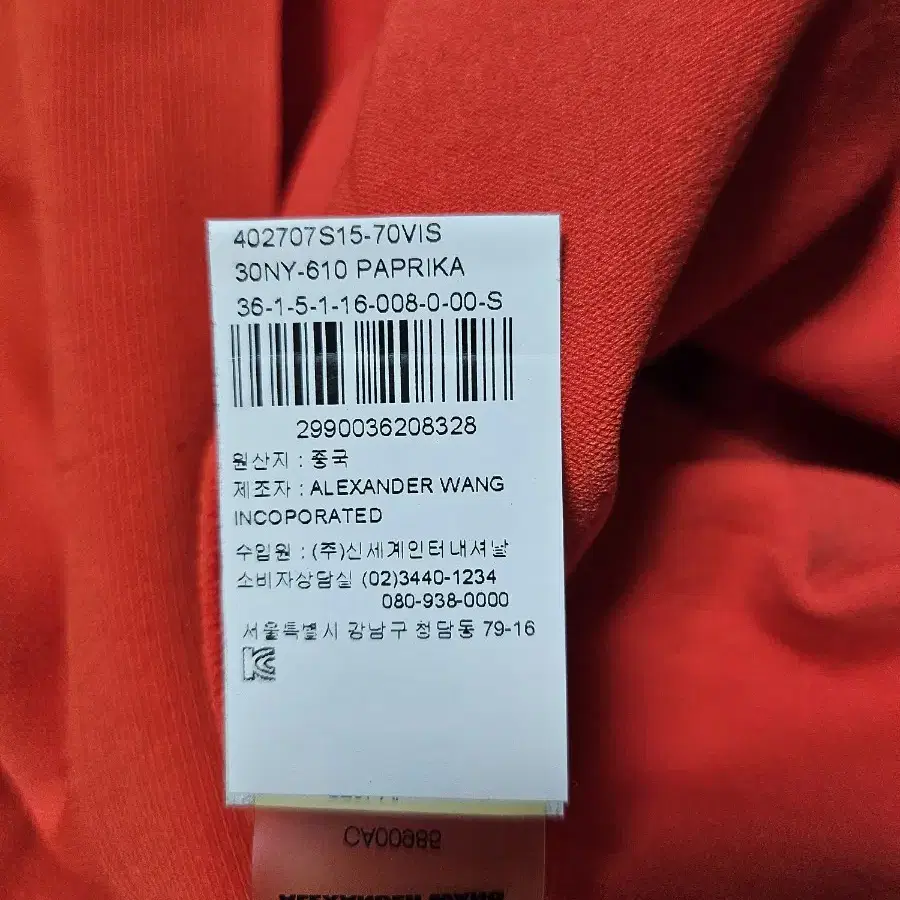 402707S15-70VIS
30NY-610 PAPRIKA
36-1-5-1-16-008-0-00-S
2990036208328
원산지 : 중국
제조자 : ALEXANDER WANG
INCOPORATED
수입원 : (주)신세계인터내셔날
소비자상담실 (02)3440-1234
080-938-0000
서울특별시 강남구 청담동 79-16
CA00989